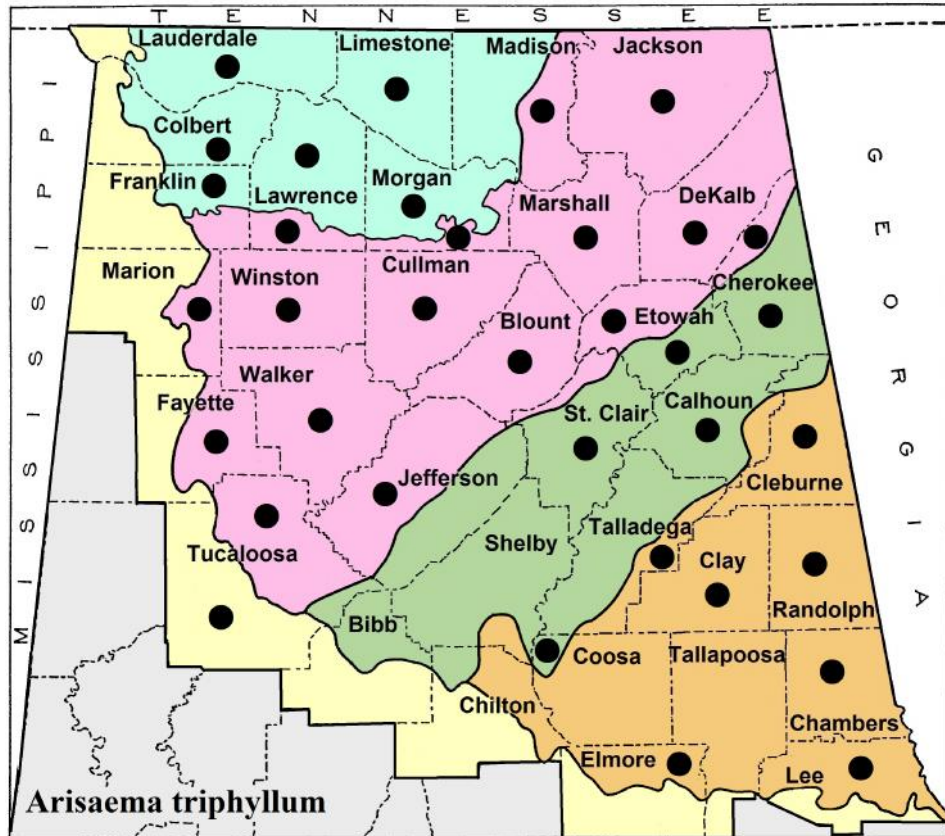 T E N N E S S E E
Lauderdale
Limestone
Madison
Jackson
Colbert
Franklin
Lawrence
Morgan
Marshall
DeKalb
Marion
Winston
Cullman
Cherokee
Blount
Etowah
Walker
Fayette
St. Clair
Calhoun
Jefferson
Cleburne
Tucaloosa
Shelby
Talladega
Clay
Randolph
Bibb
Coosa
Tallapoosa
Chilton
Chambers
Elmore
Lee
M I S S I S S I P P I
G E O R G I A
Arisaema triphyllum